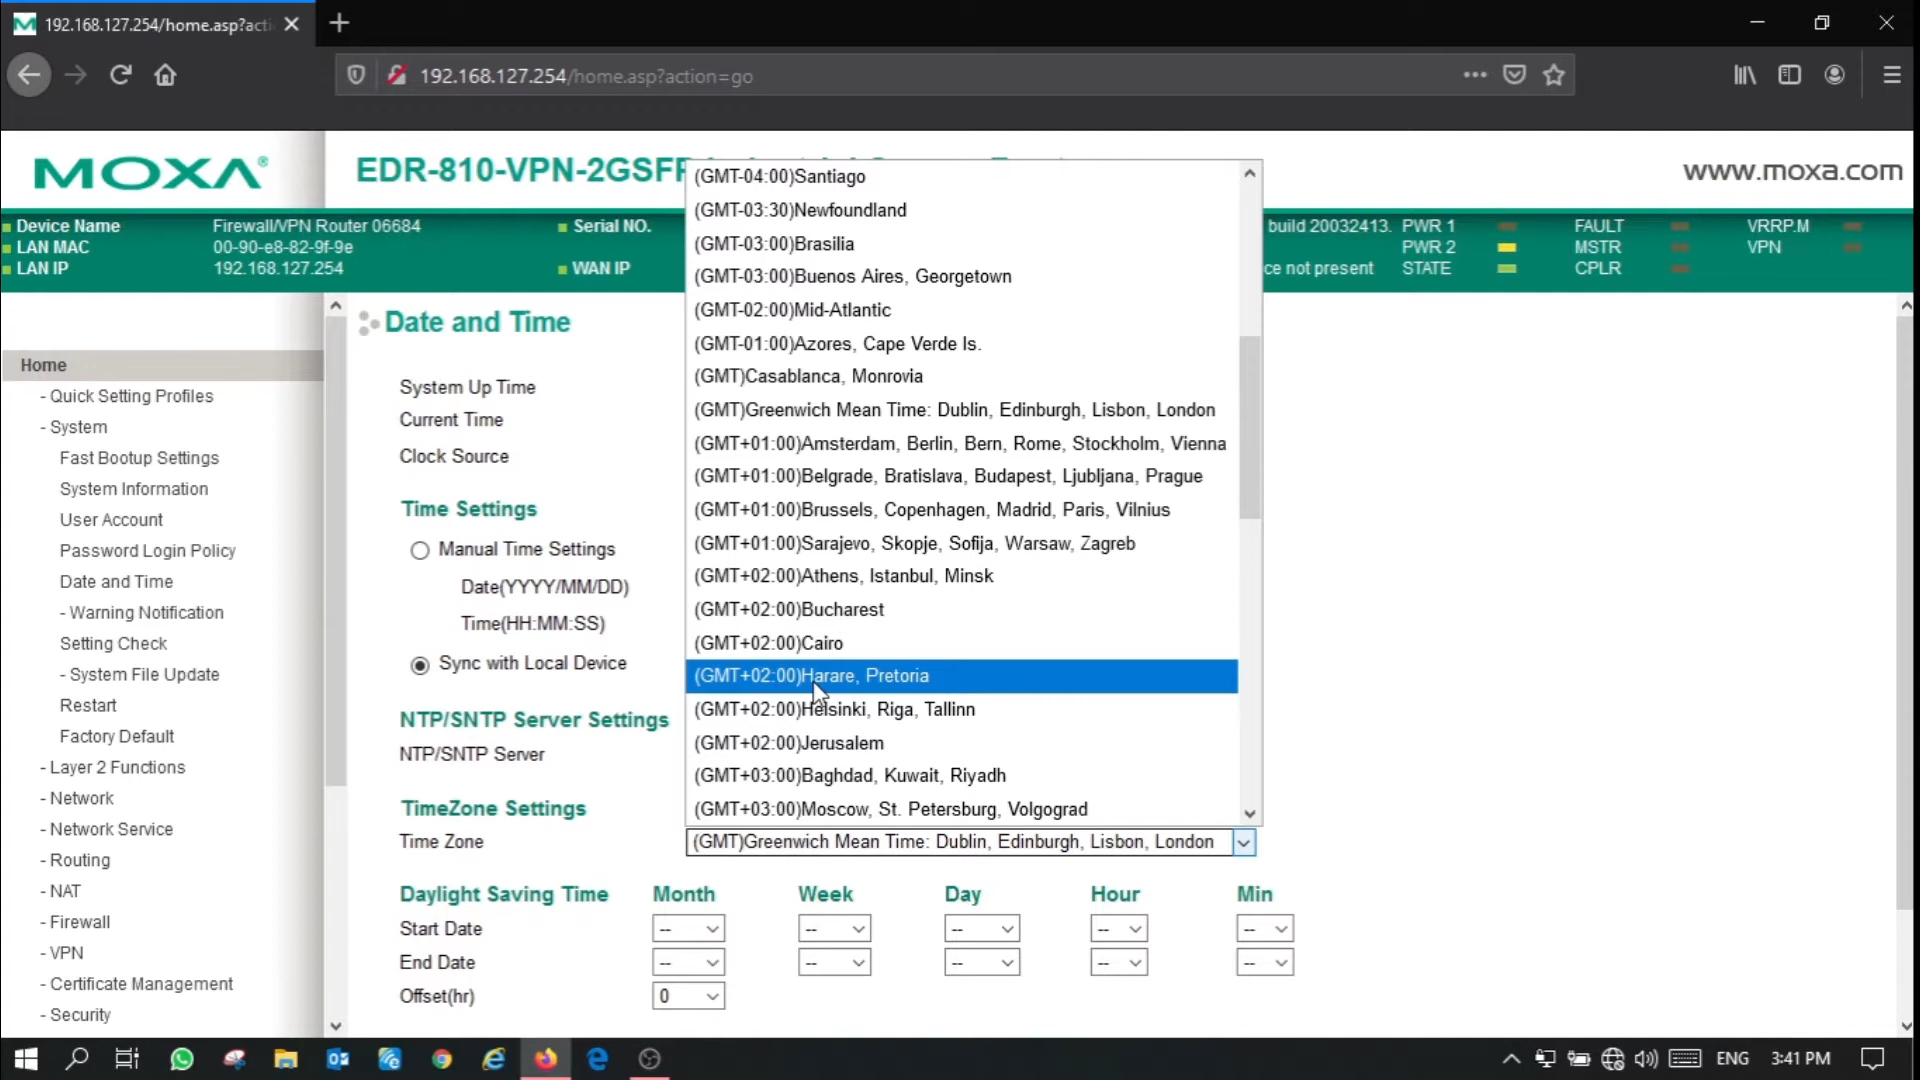 192.168.127.254/home.asp?acti
192.168.127.254/home.asp?action=go
MOXA®
EDR-810-VPN-2GSFP
www.moxa.com
Device Name Firewall/VPN Router 06684 Serial NO. build 20032413. PWR 1 FAULT VRRP.M
LAN MAC 00-90-e8-82-9f-9e PWR 2 MSTR VPN
LAN IP 192.168.127.254 WAN IP ce not present STATE CPLR
Home
- Quick Setting Profiles
- System
Fast Bootup Settings
System Information
User Account
Password Login Policy
Date and Time
- Warning Notification
Setting Check
- System File Update
Restart
Factory Default
- Layer 2 Functions
- Network
- Network Service
- Routing
- NAT
- Firewall
- VPN
- Certificate Management
- Security
Date and Time
System Up Time
Current Time
Clock Source
Time Settings
Manual Time Settings
Date(YYYY/MM/DD)
Time(HH:MM:SS)
Sync with Local Device
NTP/SNTP Server Settings
NTP/SNTP Server
TimeZone Settings
Time Zone
(GMT-04:00)Santiago
(GMT-03:30)Newfoundland
(GMT-03:00)Brasilia
(GMT-03:00)Buenos Aires, Georgetown
(GMT-02:00)Mid-Atlantic
(GMT-01:00)Azores, Cape Verde Is.
(GMT)Casablanca, Monrovia
(GMT)Greenwich Mean Time: Dublin, Edinburgh, Lisbon, London
(GMT+01:00)Amsterdam, Berlin, Bern, Rome, Stockholm, Vienna
(GMT+01:00)Belgrade, Bratislava, Budapest, Ljubljana, Prague
(GMT+01:00)Brussels, Copenhagen, Madrid, Paris, Vilnius
(GMT+01:00)Sarajevo, Skopje, Sofija, Warsaw, Zagreb
(GMT+02:00)Athens, Istanbul, Minsk
(GMT+02:00)Bucharest
(GMT+02:00)Cairo
(GMT+02:00)Harare, Pretoria
(GMT+02:00)Helsinki, Riga, Tallinn
(GMT+02:00)Jerusalem
(GMT+03:00)Baghdad, Kuwait, Riyadh
(GMT+03:00)Moscow, St. Petersburg, Volgograd
(GMT)Greenwich Mean Time: Dublin, Edinburgh, Lisbon, London
Daylight Saving Time Month Week Day Hour Min
Start Date -- -- -- -- --
End Date -- -- -- -- --
Offset(hr) 0
ENG 3:41 PM